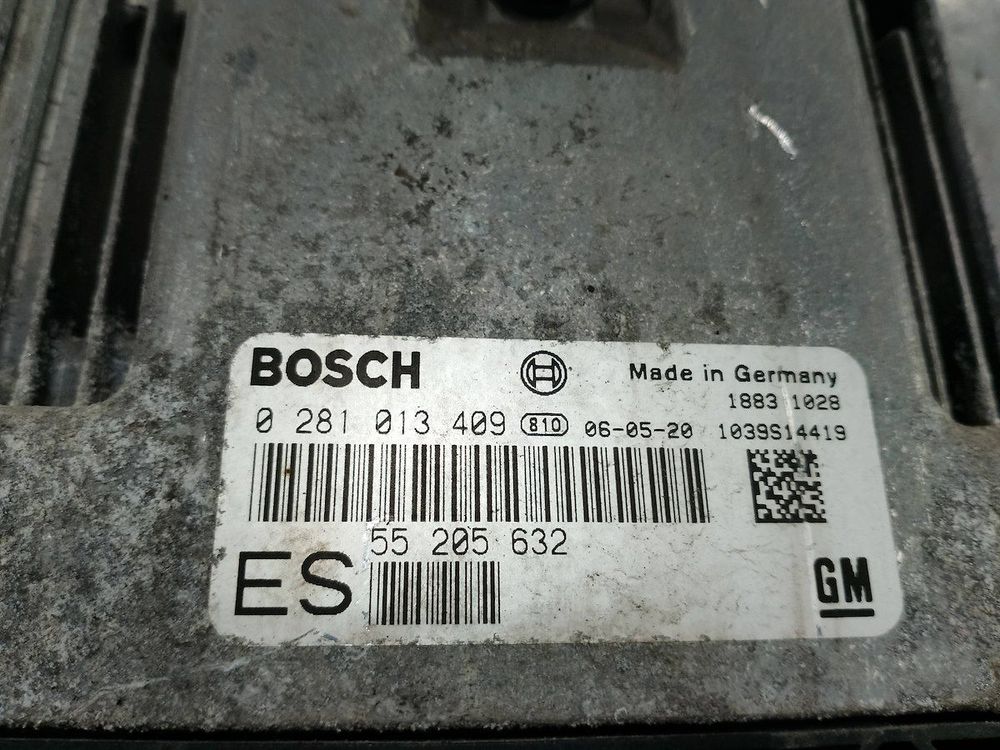 BOSCH Made in Germany
1883 1028
0 281 013 409 810 06-05-20 1039S14419
55 205 632
ES GM